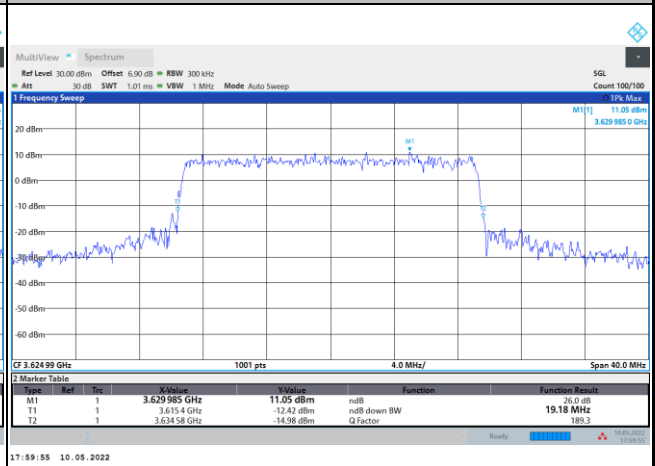 MultiView Spectrum
Ref Level 30.00 dBm Offset 6.90 dB RBW 300 kHz SGL
Att 30 dB SWT 1.01 ms VBW 1 MHz Mode Auto Sweep Count 100/100
1 Frequency Sweep 1Pk Max
M1[1] 11.05 dBm
3.629 985 0 GHz
20 dBm
M1
10 dBm
0 dBm
-10 dBm
-20 dBm
-30 dBm
-40 dBm
-50 dBm
-60 dBm
CF 3.624 99 GHz 1001 pts 4.0 MHz/ Span 40.0 MHz
2 Marker Table
Type Ref Trc X-Value Y-Value Function Function Result
M1 1 3.629 985 GHz 11.05 dBm ndB 26.0 dB
T1 1 3.615 4 GHz -12.42 dBm ndB down BW 19.18 MHz
T2 1 3.634 58 GHz -14.98 dBm Q Factor 189.3
Ready 10.05.2022
17:59:55
17:59:55 10.05.2022